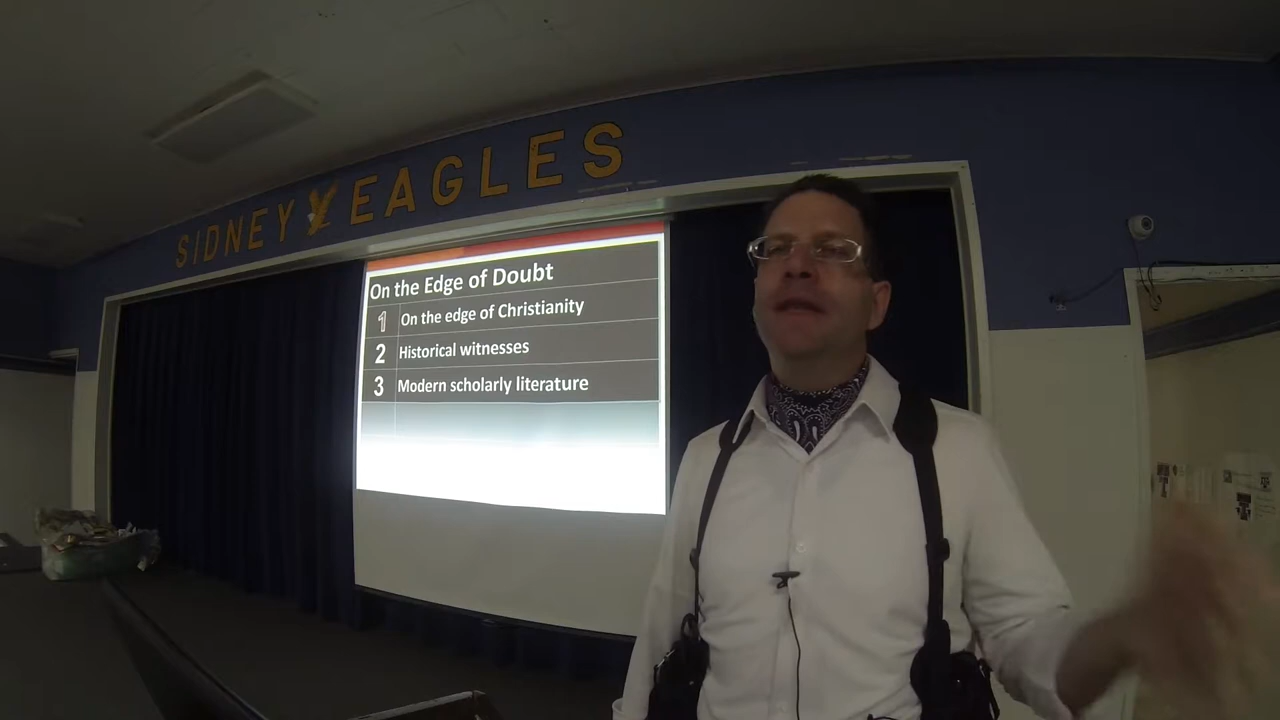 SIDNEY EAGLES
On the Edge of Doubt
1 On the edge of Christianity
2 Historical witnesses
3 Modern scholarly literature